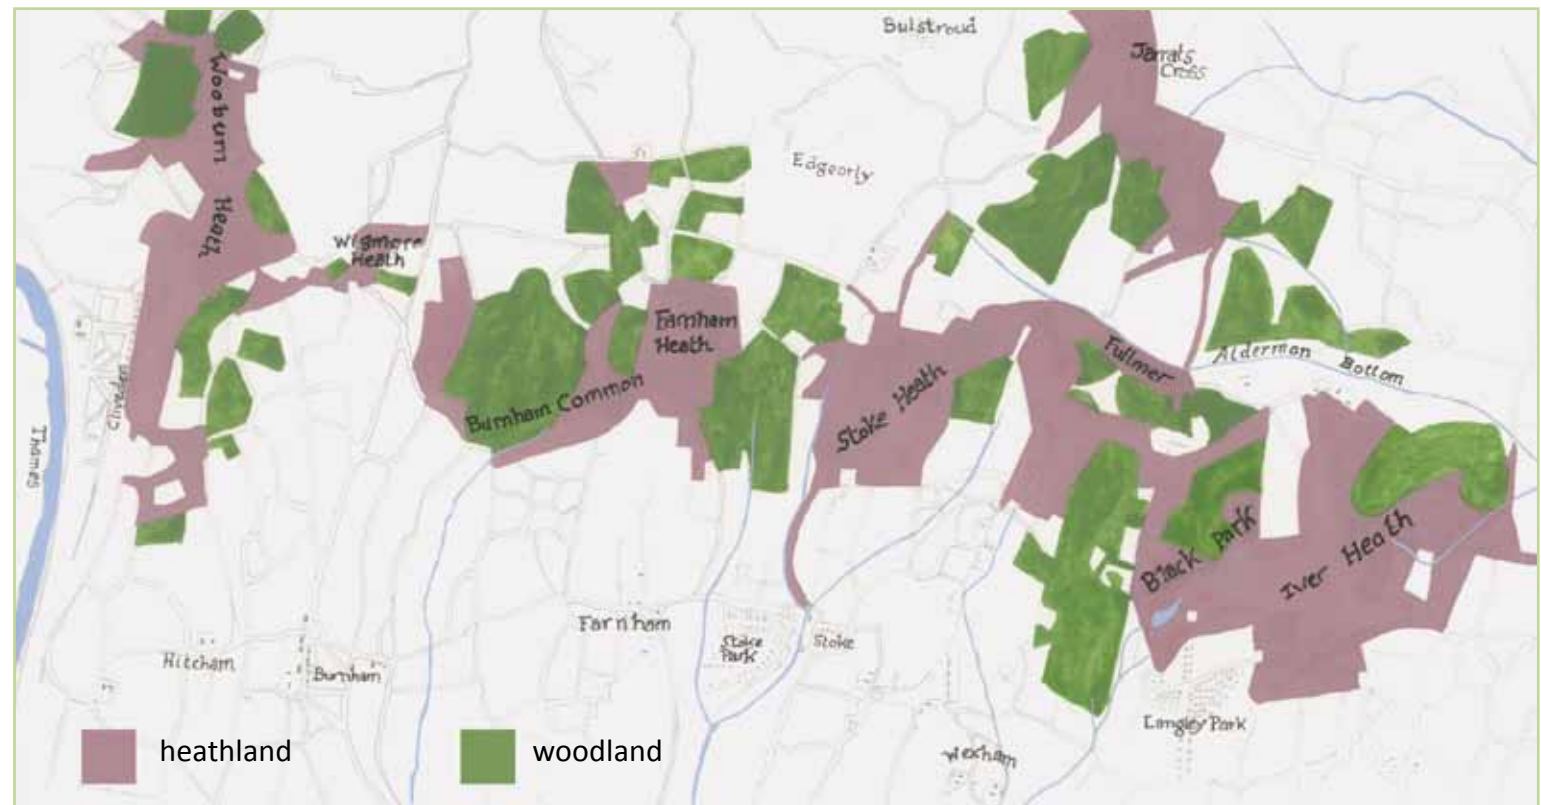 Bulstroud
Jarrats
Cross
Wooburn
Heath
Edgeorly
Wigmore
Heath
Farnham
Heath
Burnham Common
Stoke Heath
Fullmer
Alderman Bottom
Cliveden
Thames
Black Park
Iver Heath
Farnham
Stoke
Park
Stoke
Hitcham
Burnham
Langley Park
Wexham
heathland
woodland